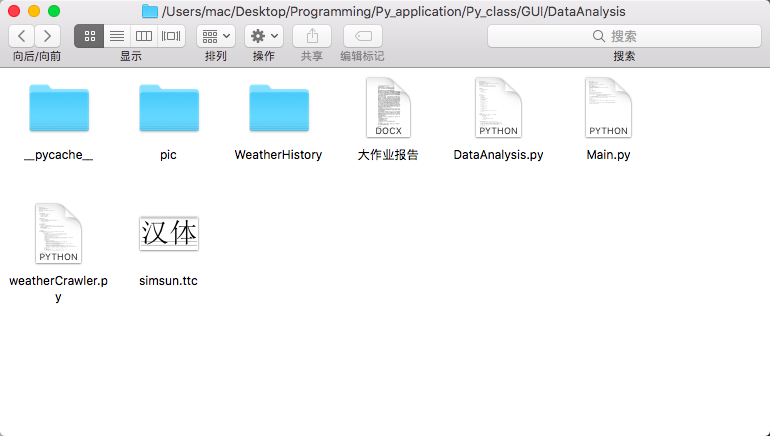 /Users/mac/Desktop/Programming/Py_application/Py_class/GUI/DataAnalysis
搜索
向后/向前
显示
排列
操作
共享
编辑标记
搜索
DOCX
PYTHON
PYTHON
__pycache__
pic
WeatherHistory
大作业报告
DataAnalysis.py
Main.py
PYTHON
汉体
weatherCrawler.p
y
simsun.ttc